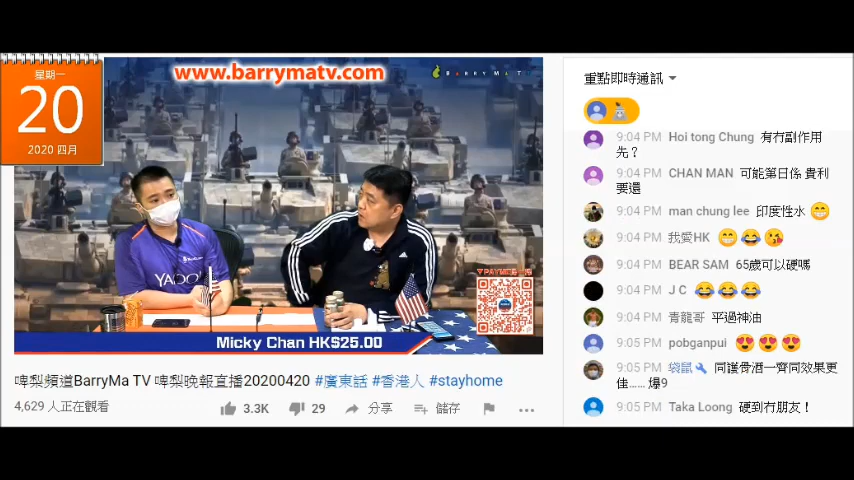 星期一
20
2020 四月
www.barrymatv.com
BARRYMATV
YAHOO
PAYME
Micky Chan HK$25.00
啤梨頻道BarryMa TV 啤梨晚報直播20200420 #廣東話 #香港人 #stayhome
4,629 人正在觀看
3.3K
29
分享
儲存
重點即時通訊
9:04 PM Hoi tong Chung 有冇副作用
先？
9:04 PM CHAN MAN 可能第日係 貴利
要還
9:04 PM man chung lee 印度性水 😁
9:04 PM 我愛HK 😁😂😘
9:04 PM BEAR SAM 65歲可以硬嗎
9:04 PM J C 😂😂😂
9:04 PM 青龍哥 平過神油
9:05 PM pobganpui 😍😍😍
9:05 PM 袋鼠 同護骨酒一齊同效果更
佳...... 爆9
9:05 PM Taka Loong 硬到冇朋友！